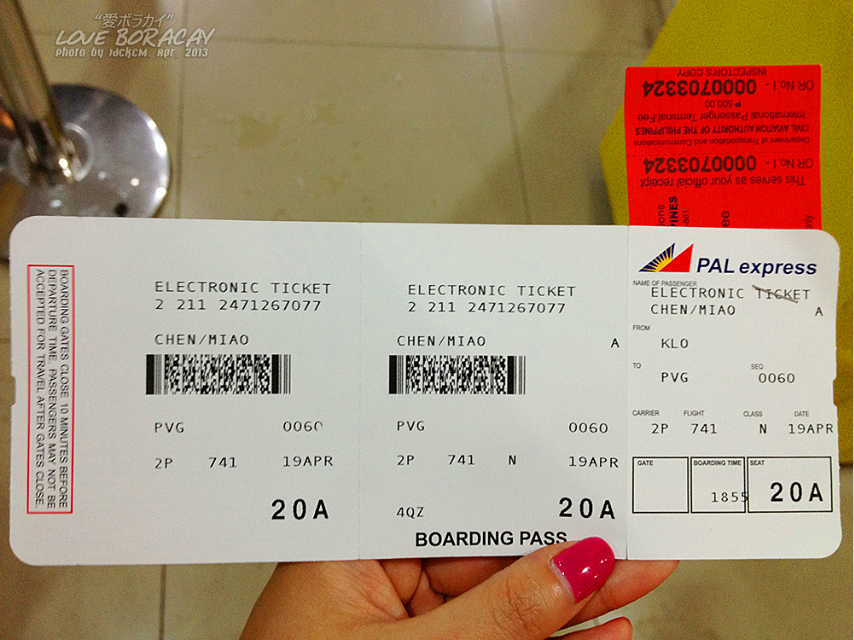 “愛ボラカイ”
LOVE BORACAY
photo by jackcm. Apr. 2013
INSPECTOR'S COPY
OR No. I - 0000703324
₱ 500.00
International Passenger Terminal Fee
CIVIL AVIATION AUTHORITY OF THE PHILIPPINES
Department of Transportation and Communications
OR No. I - 0000703324
This serves as your official receipt
BOARDING GATES CLOSE 10 MINUTES BEFORE
DEPARTURE TIME. PASSENGERS MAY NOT BE
ACCEPTED FOR TRAVEL AFTER GATES CLOSE.
ELECTRONIC TICKET
2 211 2471267077
CHEN/MIAO
PVG 0060
2P 741 19APR
20A
ELECTRONIC TICKET
2 211 2471267077
CHEN/MIAO A
PVG 0060
2P 741 N 19APR
4QZ 20A
BOARDING PASS
PAL express
NAME OF PASSENGER
ELECTRONIC TICKET
CHEN/MIAO A
FROM
KLO
TO SEQ
PVG 0060
CARRIER FLIGHT CLASS DATE
2P 741 N 19APR
GATE BOARDING TIME SEAT
1855 20A